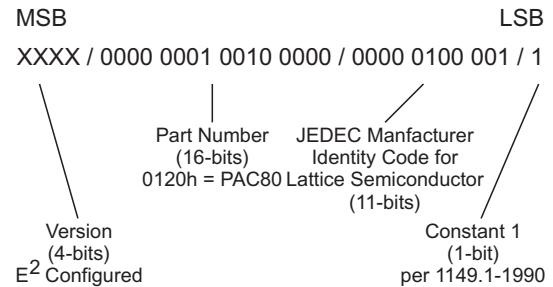 MSB LSB
XXXX / 0000 0001 0010 0000 / 0000 0100 001 / 1
Part Number
(16-bits)
0120h = PAC80
JEDEC Manfacturer
Identity Code for
Lattice Semiconductor
(11-bits)
Version
(4-bits)
E2 Configured
Constant 1
(1-bit)
per 1149.1-1990